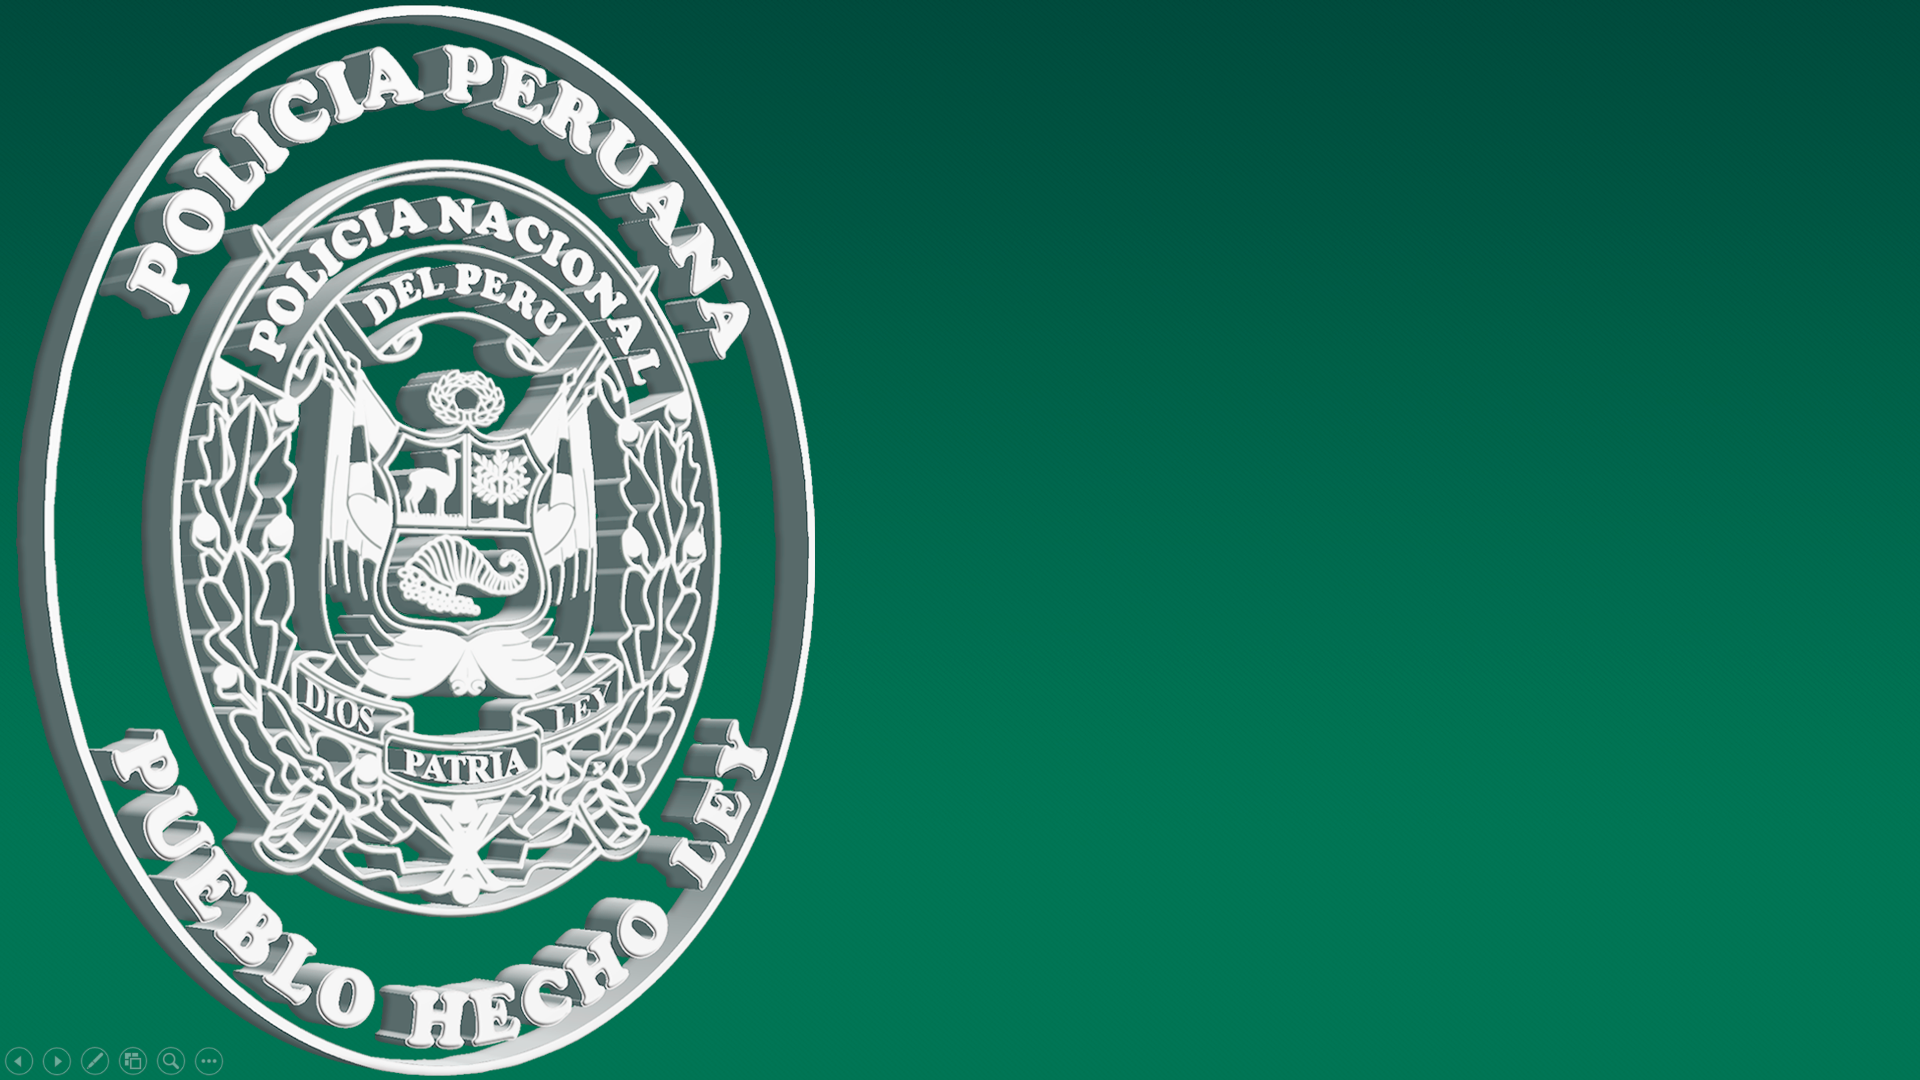 POLICIA PERUANA
POLICIA NACIONAL
DEL PERU
DIOS
PATRIA
LEY
PUEBLO HECHO LEY